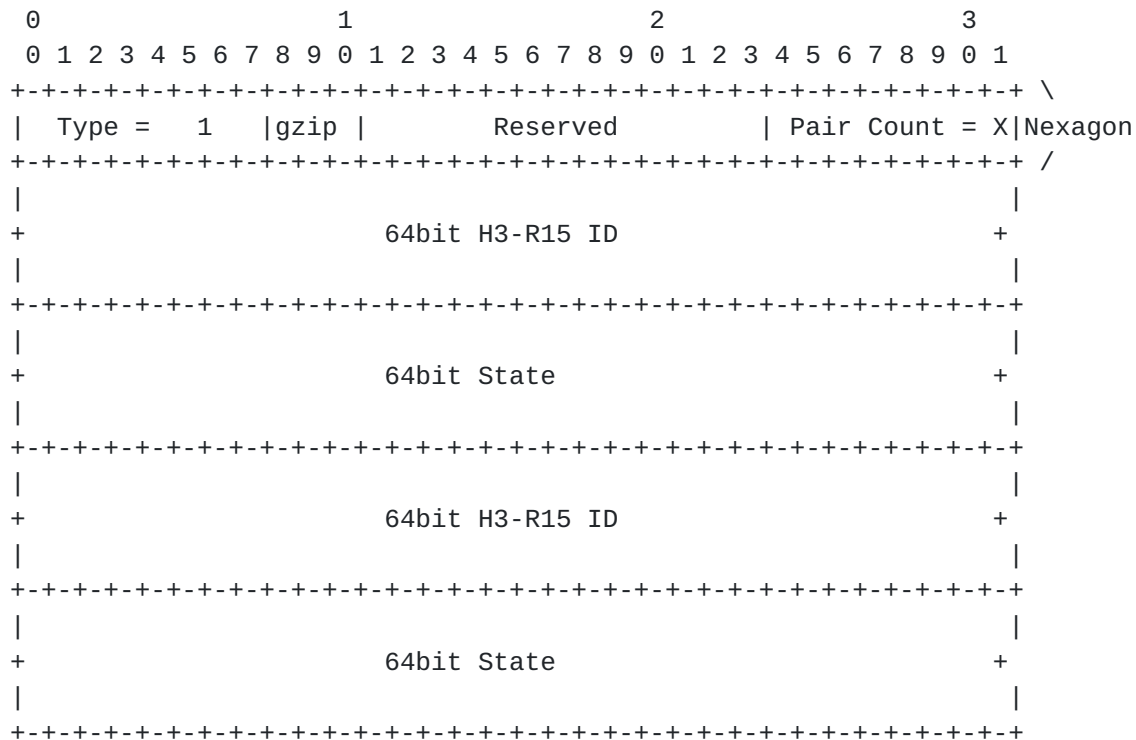 0                   1                   2                   3
 0 1 2 3 4 5 6 7 8 9 0 1 2 3 4 5 6 7 8 9 0 1 2 3 4 5 6 7 8 9 0 1
+-+-+-+-+-+-+-+-+-+-+-+-+-+-+-+-+-+-+-+-+-+-+-+-+-+-+-+-+-+-+-+-+ \
|  Type =   1   |gzip |        Reserved         | Pair Count = X|Nexagon
+-+-+-+-+-+-+-+-+-+-+-+-+-+-+-+-+-+-+-+-+-+-+-+-+-+-+-+-+-+-+-+-+ /
|                                                               |
+                       64bit H3-R15 ID                         +
|                                                               |
+-+-+-+-+-+-+-+-+-+-+-+-+-+-+-+-+-+-+-+-+-+-+-+-+-+-+-+-+-+-+-+-+
|                                                               |
+                       64bit State                             +
|                                                               |
+-+-+-+-+-+-+-+-+-+-+-+-+-+-+-+-+-+-+-+-+-+-+-+-+-+-+-+-+-+-+-+-+
|                                                               |
+                       64bit H3-R15 ID                         +
|                                                               |
+-+-+-+-+-+-+-+-+-+-+-+-+-+-+-+-+-+-+-+-+-+-+-+-+-+-+-+-+-+-+-+-+
|                                                               |
+                       64bit State                             +
|                                                               |
+-+-+-+-+-+-+-+-+-+-+-+-+-+-+-+-+-+-+-+-+-+-+-+-+-+-+-+-+-+-+-+-+